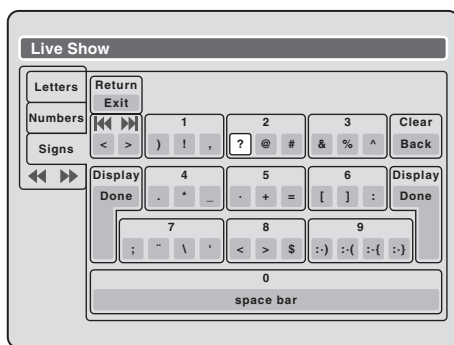 Live Show
Letters
Return
Exit
Numbers
Signs
< >
1
) ! ,
2
? @ #
3
& % ^
Clear
Back
Display
Done
4
. * _
5
· + =
6
[ ] :
Display
Done
7
; ¨ \ ‘
8
< > $
9
:-) :-( :-{ :-}
0
space bar